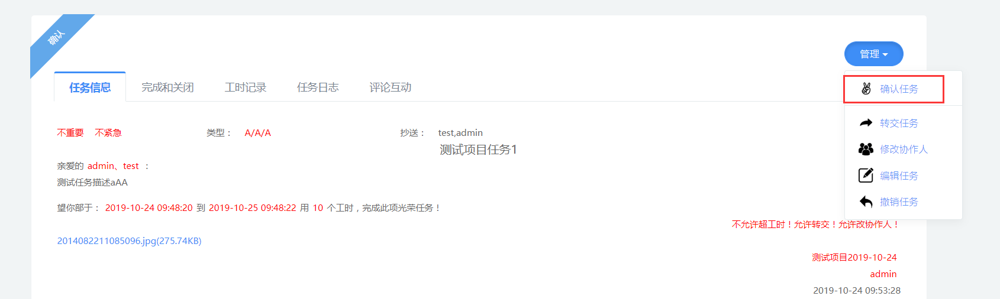 确认
管理
任务信息 完成和关闭 工时记录 任务日志 评论互动
确认任务
转交任务
修改协作人
编辑任务
撤销任务
不重要 不紧急 类型： A/A/A 抄送： test,admin
测试项目任务1
亲爱的 admin、test ：
测试任务描述aAA
望你部于： 2019-10-24 09:48:20 到 2019-10-25 09:48:22 用 10 个工时，完成此项光荣任务！
不允许超工时！允许转交！允许改协作人！
2014082211085096.jpg(275.74KB)
测试项目2019-10-24
admin
2019-10-24 09:53:28